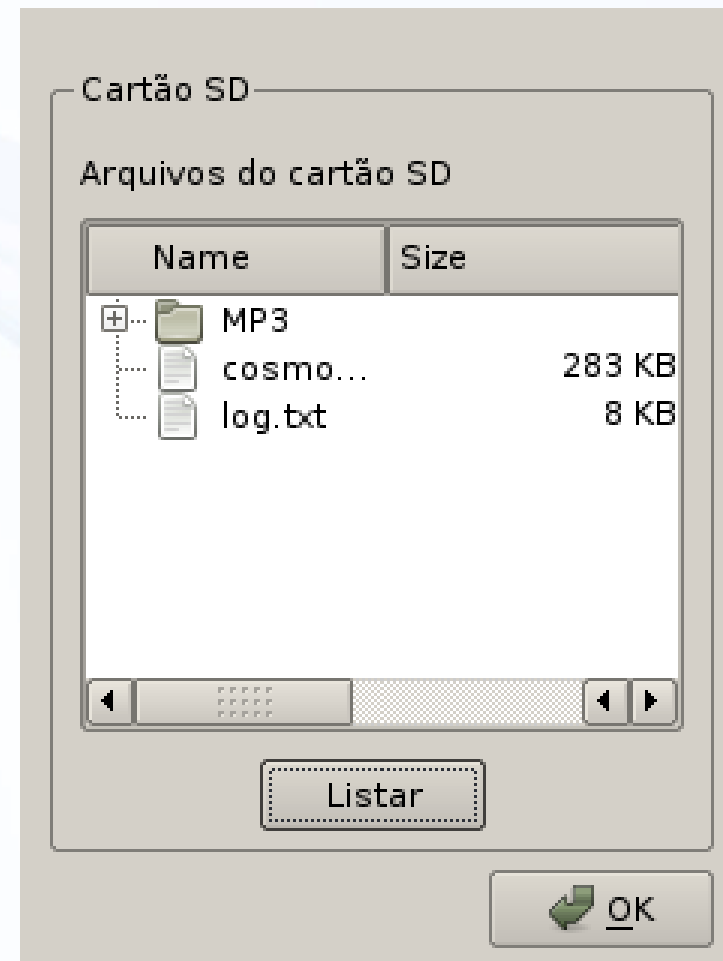 Cartão SD
Arquivos do cartão SD
Name Size
MP3
cosmo... 283 KB
log.txt 8 KB
Listar
OK